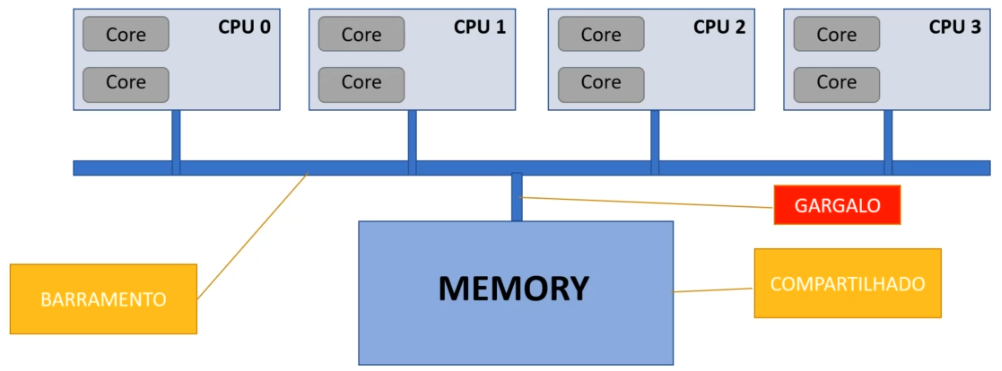 Core
CPU 0
Core
Core
CPU 1
Core
Core
CPU 2
Core
Core
CPU 3
Core
GARGALO
BARRAMENTO
MEMORY
COMPARTILHADO